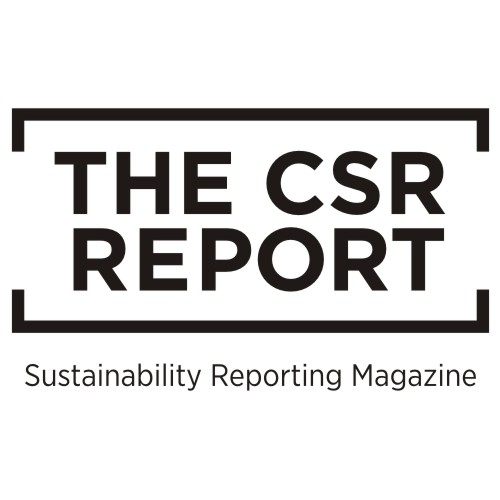 THE CSR
REPORT
Sustainability Reporting Magazine